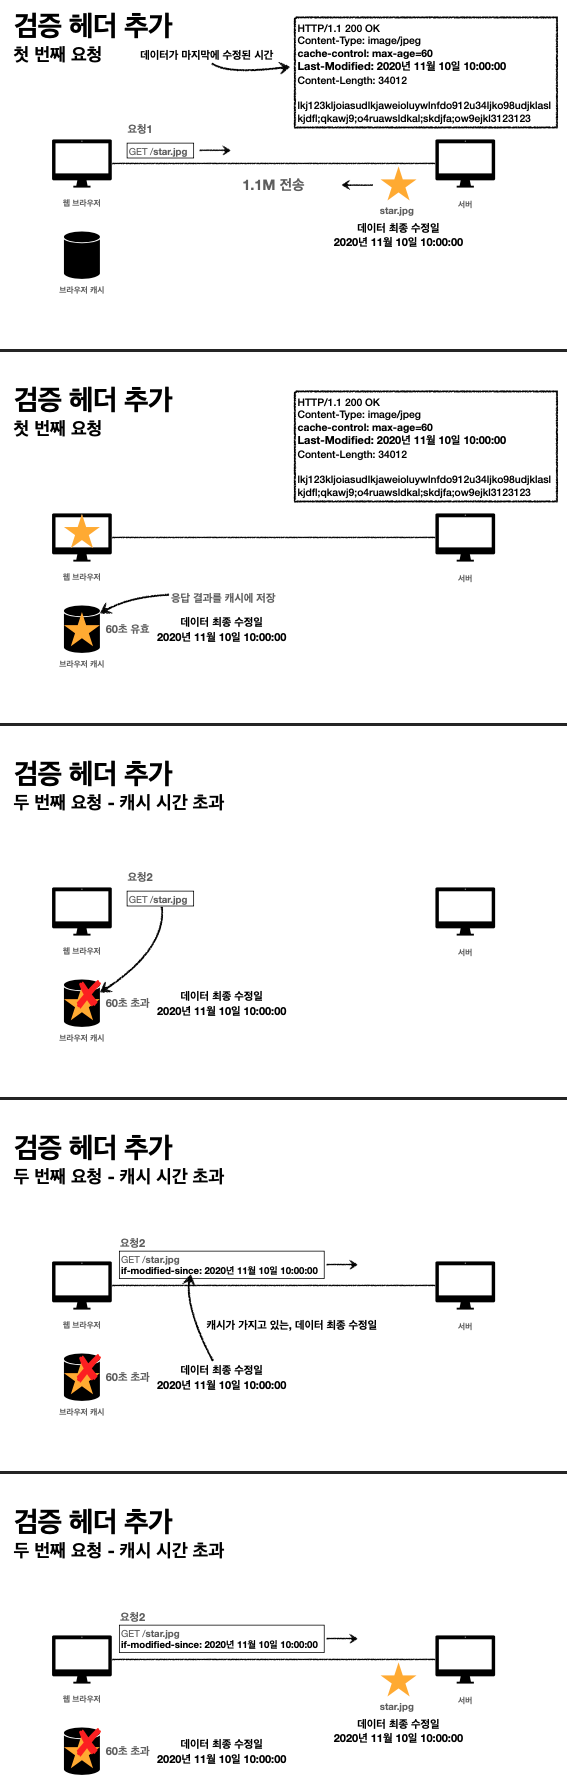 검증 헤더 추가
첫 번째 요청
데이터가 마지막에 수정된 시간
HTTP/1.1 200 OK
Content-Type: image/jpeg
cache-control: max-age=60
Last-Modified: 2020년 11월 10일 10:00:00
Content-Length: 34012
lkj123kljoiasudlkjaweioluywlnfdo912u34ljko98udjklasl
kjdfl;qkawj9;o4ruawsldkal;skdjfa;ow9ejkl3123123
요청1
GET /star.jpg
1.1M 전송
star.jpg
웹 브라우저
서버
데이터 최종 수정일
2020년 11월 10일 10:00:00
브라우저 캐시
검증 헤더 추가
첫 번째 요청
HTTP/1.1 200 OK
Content-Type: image/jpeg
cache-control: max-age=60
Last-Modified: 2020년 11월 10일 10:00:00
Content-Length: 34012
lkj123kljoiasudlkjaweioluywlnfdo912u34ljko98udjklasl
kjdfl;qkawj9;o4ruawsldkal;skdjfa;ow9ejkl3123123
웹 브라우저
서버
응답 결과를 캐시에 저장
60초 유효
데이터 최종 수정일
2020년 11월 10일 10:00:00
브라우저 캐시
검증 헤더 추가
두 번째 요청 - 캐시 시간 초과
요청2
GET /star.jpg
웹 브라우저
서버
60초 초과
데이터 최종 수정일
2020년 11월 10일 10:00:00
브라우저 캐시
검증 헤더 추가
두 번째 요청 - 캐시 시간 초과
요청2
GET /star.jpg
if-modified-since: 2020년 11월 10일 10:00:00
웹 브라우저
서버
캐시가 가지고 있는, 데이터 최종 수정일
60초 초과
데이터 최종 수정일
2020년 11월 10일 10:00:00
브라우저 캐시
검증 헤더 추가
두 번째 요청 - 캐시 시간 초과
요청2
GET /star.jpg
if-modified-since: 2020년 11월 10일 10:00:00
웹 브라우저
star.jpg
서버
데이터 최종 수정일
2020년 11월 10일 10:00:00
60초 초과
데이터 최종 수정일
2020년 11월 10일 10:00:00